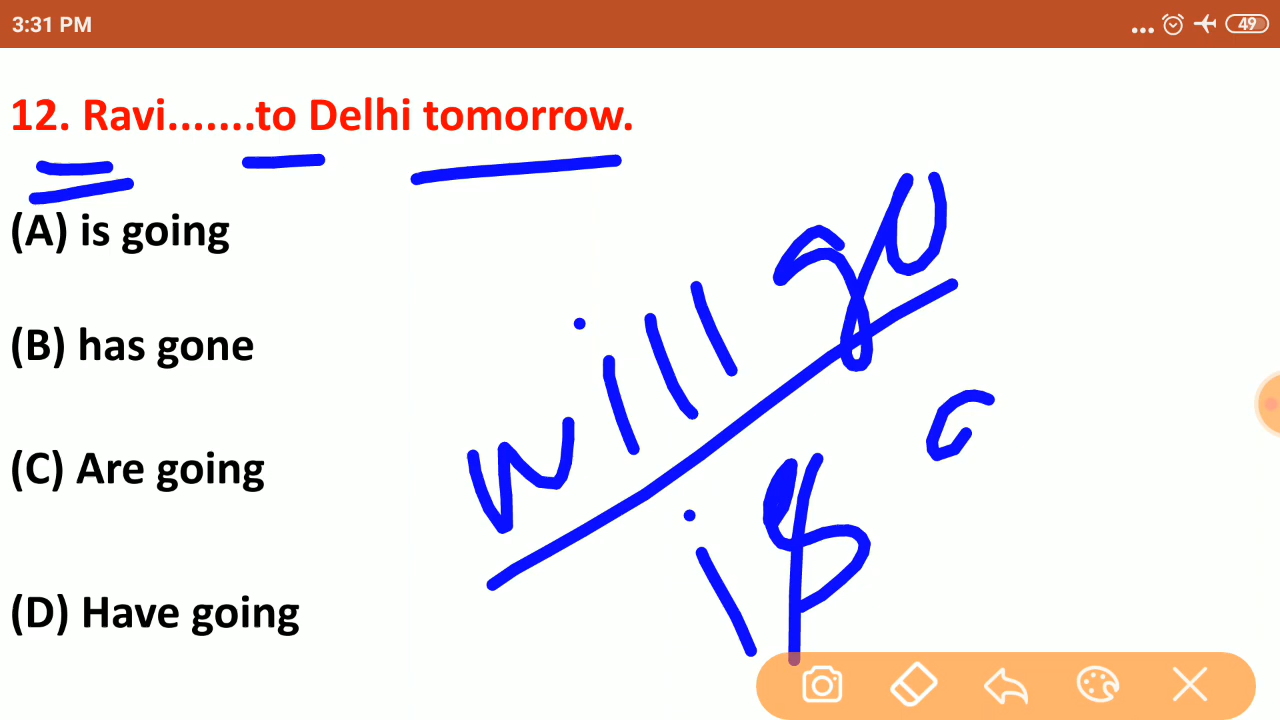 3:31 PM
49
12. Ravi.......to Delhi tomorrow.
(A) is going
(B) has gone
(C) Are going
(D) Have going
will go
is